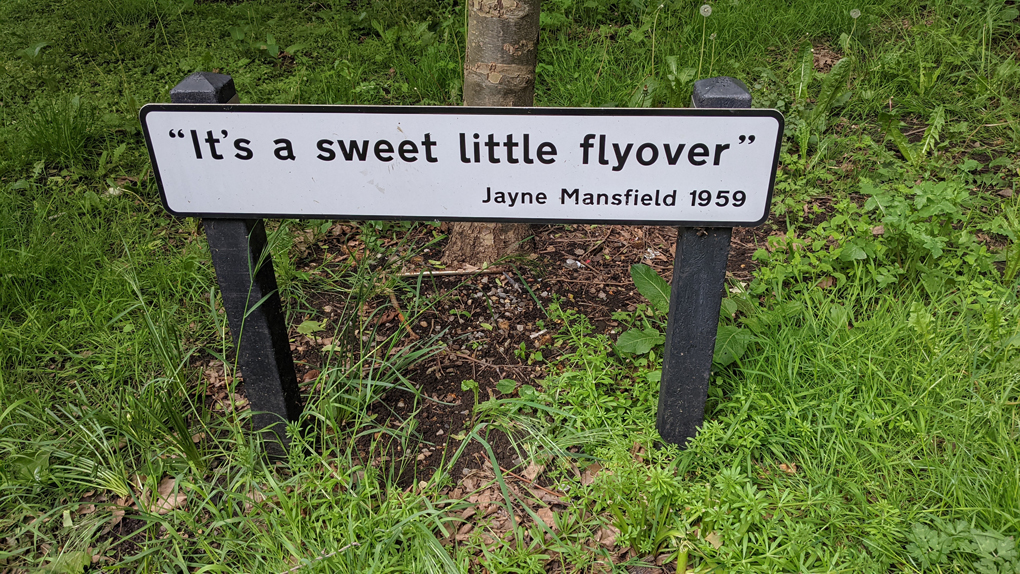 “It’s a sweet little flyover”
Jayne Mansfield 1959